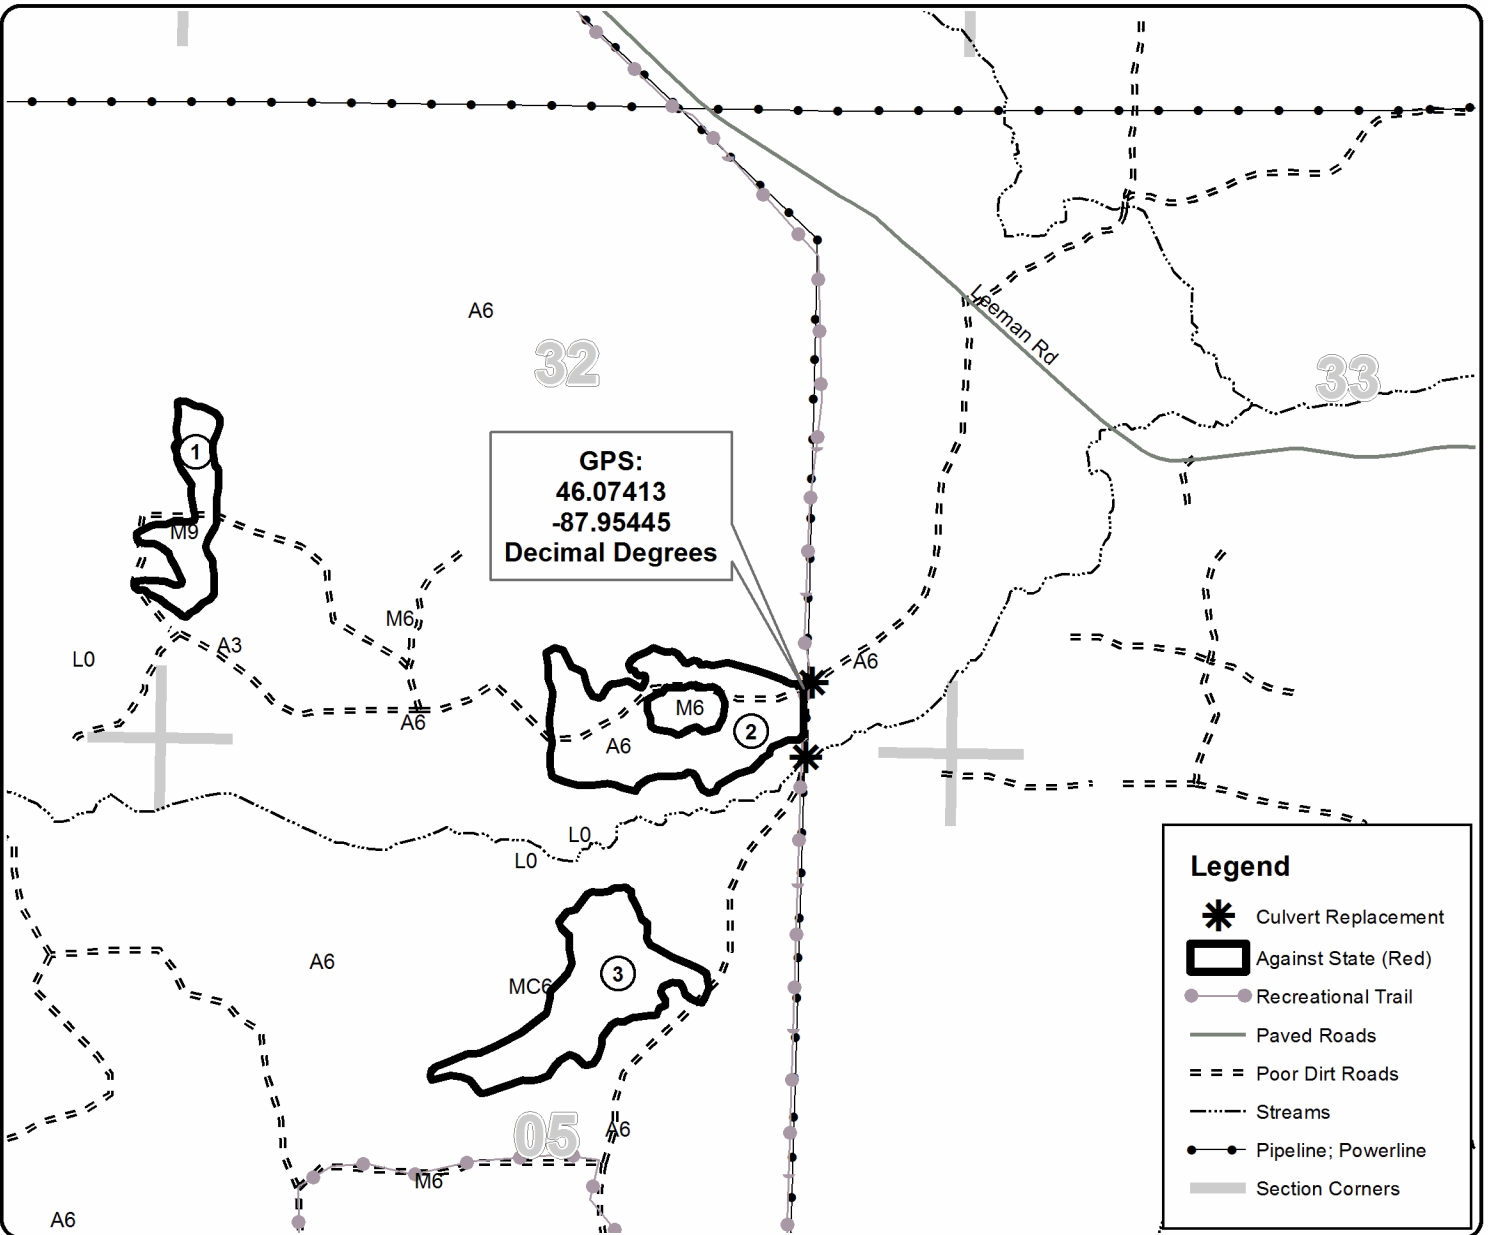 A6
32
Leeman Rd
33
1
GPS:
46.07413
-87.95445
Decimal Degrees
M9
M6
A3
L0
A6
A6
M6
2
A6
L0
L0
A6
MC6
3
05
A6
M6
A6
Legend
Culvert Replacement
Against State (Red)
Recreational Trail
Paved Roads
Poor Dirt Roads
Streams
Pipeline; Powerline
Section Corners